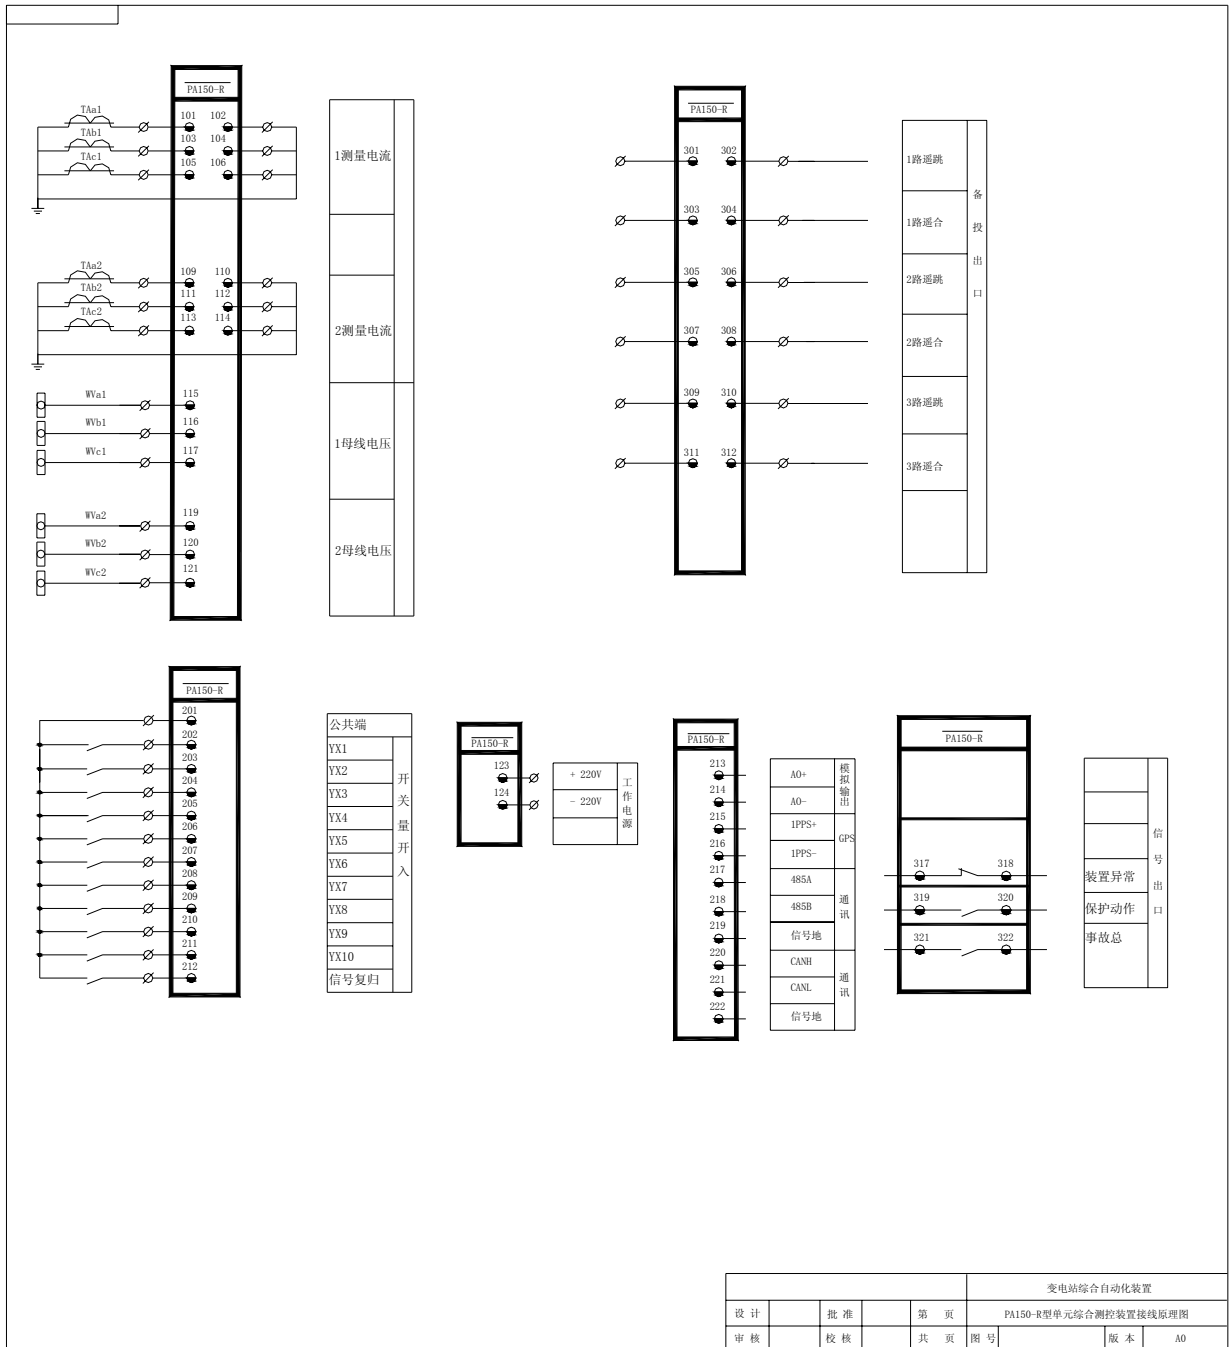 PA150-R
TAa1
101 102
TAb1
103 104
TAc1
105 106
1测量电流
TAa2
109 110
TAb2
111 112
TAc2
113 114
2测量电流
WVa1
115
WVb1
116
WVc1
117
1母线电压
WVa2
119
WVb2
120
WVc2
121
2母线电压
PA150-R
301 302
1路遥跳
303 304
1路遥合
305 306
2路遥跳
307 308
2路遥合
309 310
3路遥跳
311 312
3路遥合
备投出口
PA150-R
201
202
203
204
205
206
207
208
209
210
211
212
公共端
YX1
YX2
YX3
YX4
YX5
YX6
YX7
YX8
YX9
YX10
信号复归
开关量开入
PA150-R
123
124
+ 220V
- 220V
工作电源
PA150-R
213
214
215
216
217
218
219
220
221
222
AO+
AO-
模拟输出
1PPS+
1PPS-
GPS
485A
485B
信号地
通讯
CANH
CANL
信号地
通讯
PA150-R
317 318
319 320
321 322
装置异常
保护动作
事故总
信号出口
变电站综合自动化装置
设 计 批 准 第 页 PA150-R型单元综合测控装置接线原理图
审 核 校 核 共 页 图 号 版 本 A0